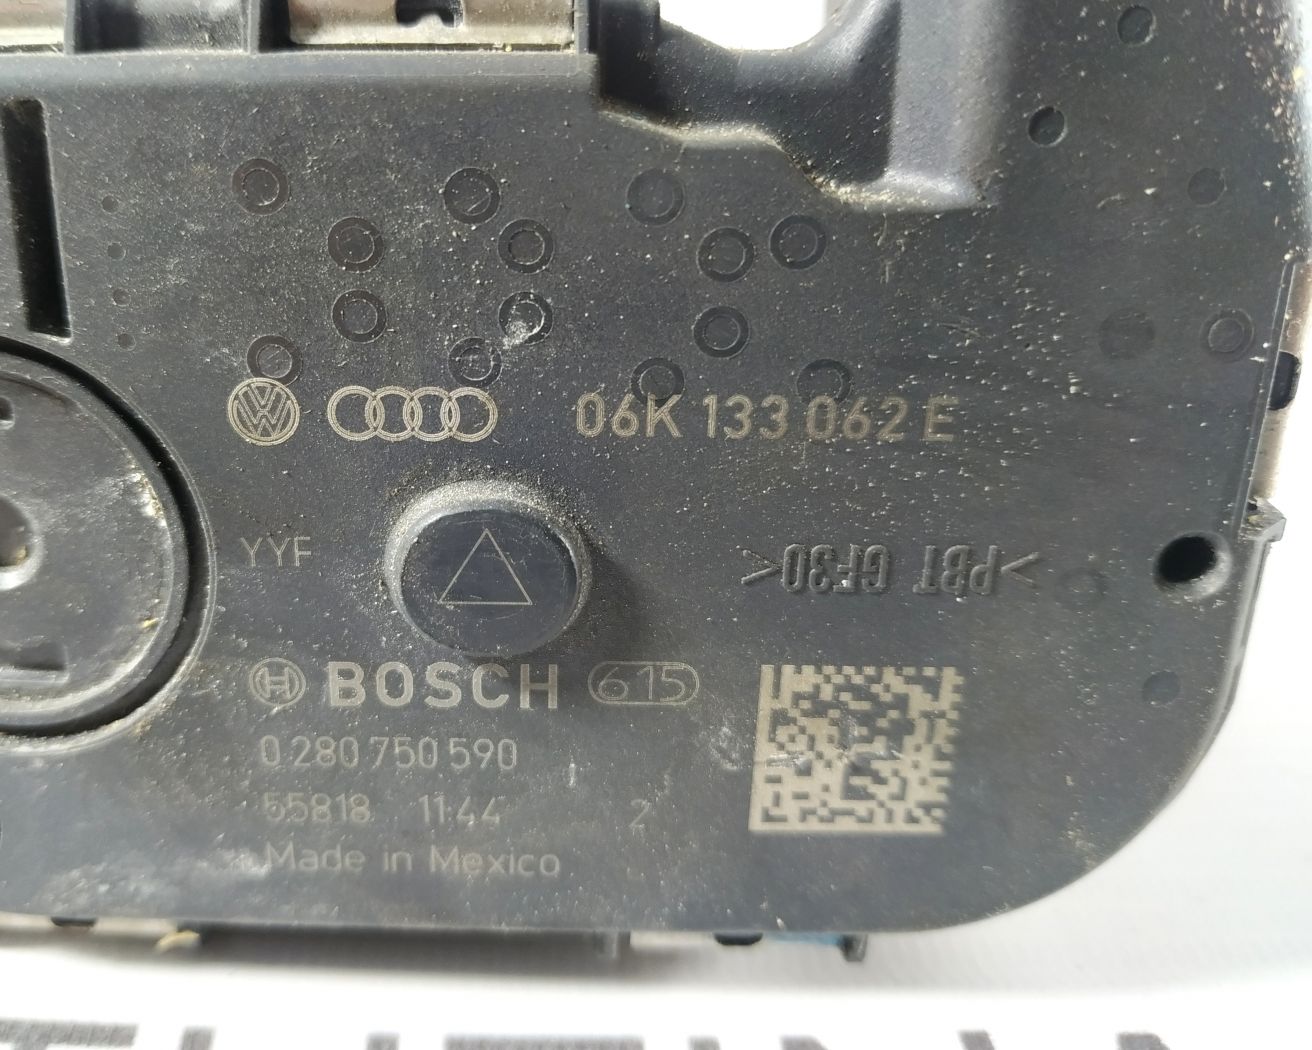 06K 133 062 E
YYF
>PBT GF30<
BOSCH 615
0 280 750 590
55818 11:44 2
Made in Mexico